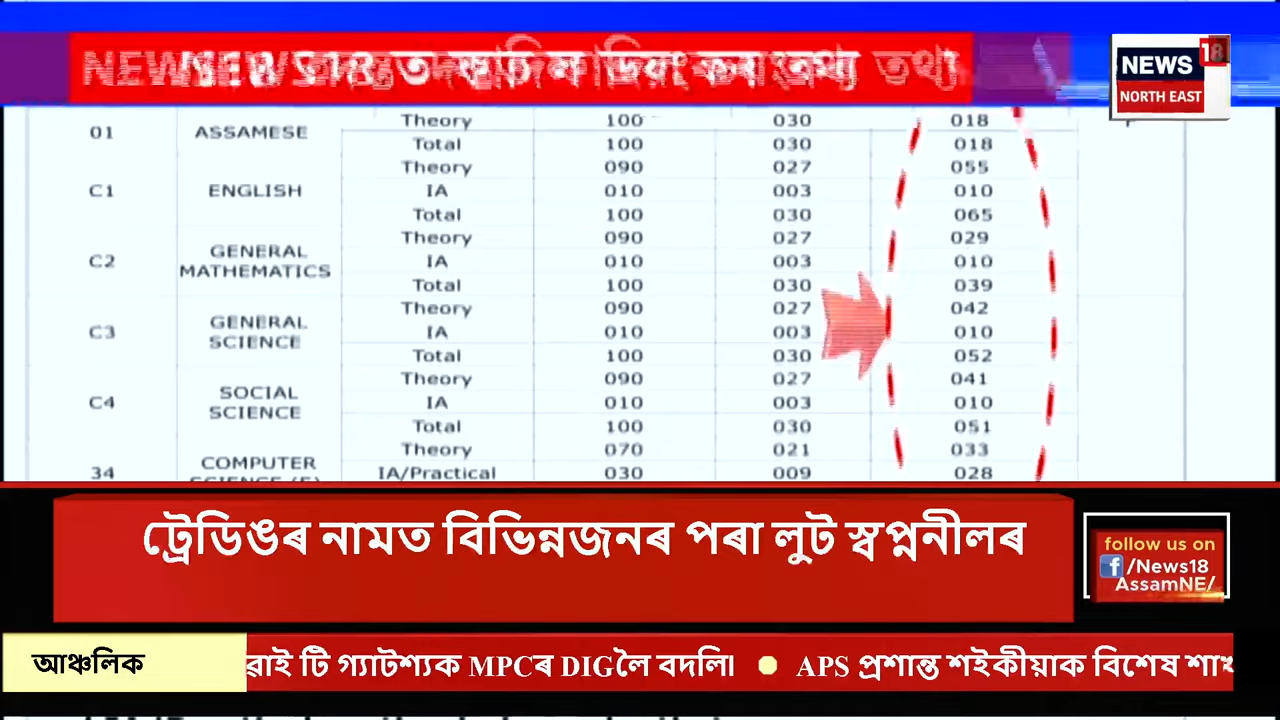 NEWS
18
NORTH EAST
01 ASSAMESE Theory 100 030 018
Total 100 030 018
C1 ENGLISH Theory 090 027 055
IA 010 003 010
Total 100 030 065
C2 GENERAL MATHEMATICS Theory 090 027 029
IA 010 003 010
Total 100 030 039
C3 GENERAL SCIENCE Theory 090 027 042
IA 010 003 010
Total 100 030 052
C4 SOCIAL SCIENCE Theory 090 027 041
IA 010 003 010
Total 100 030 051
34 COMPUTER Theory 070 021 033
IA/Practical 030 009 028
ট্ৰেডিঙৰ নামত বিভিন্নজনৰ পৰা লুট স্বপ্ননীলৰ
follow us on
/News18
AssamNE/
আঞ্চলিক ৱাই টি গ্যাটশ্যক MPCৰ DIGলৈ বদলি। APS প্ৰশান্ত শইকীয়াক বিশেষ